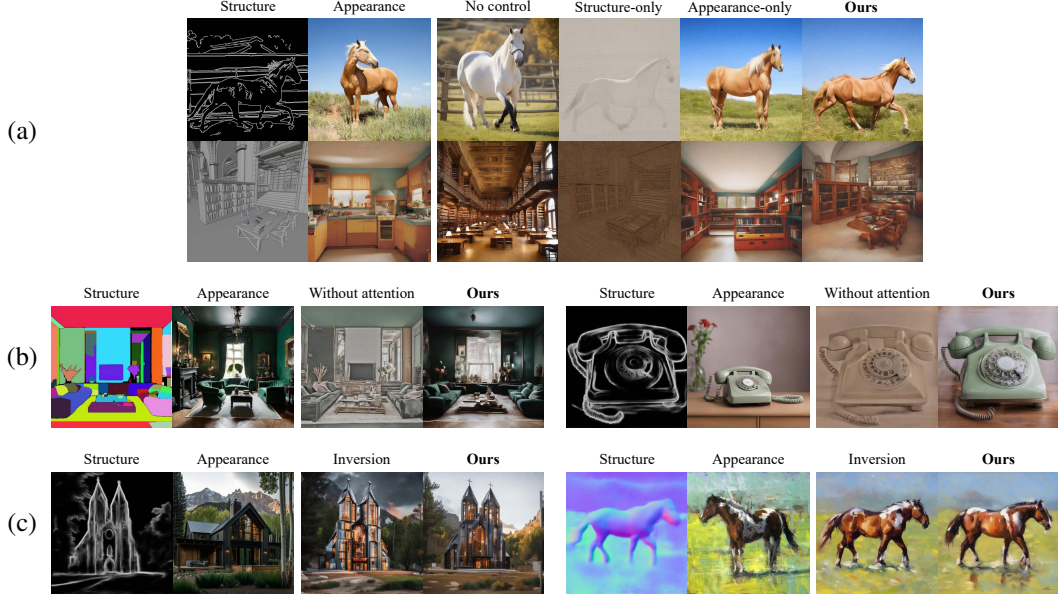 Structure Appearance No control Structure-only Appearance-only Ours
(a)
Structure Appearance Without attention Ours Structure Appearance Without attention Ours
(b)
Structure Appearance Inversion Ours Structure Appearance Inversion Ours
(c)